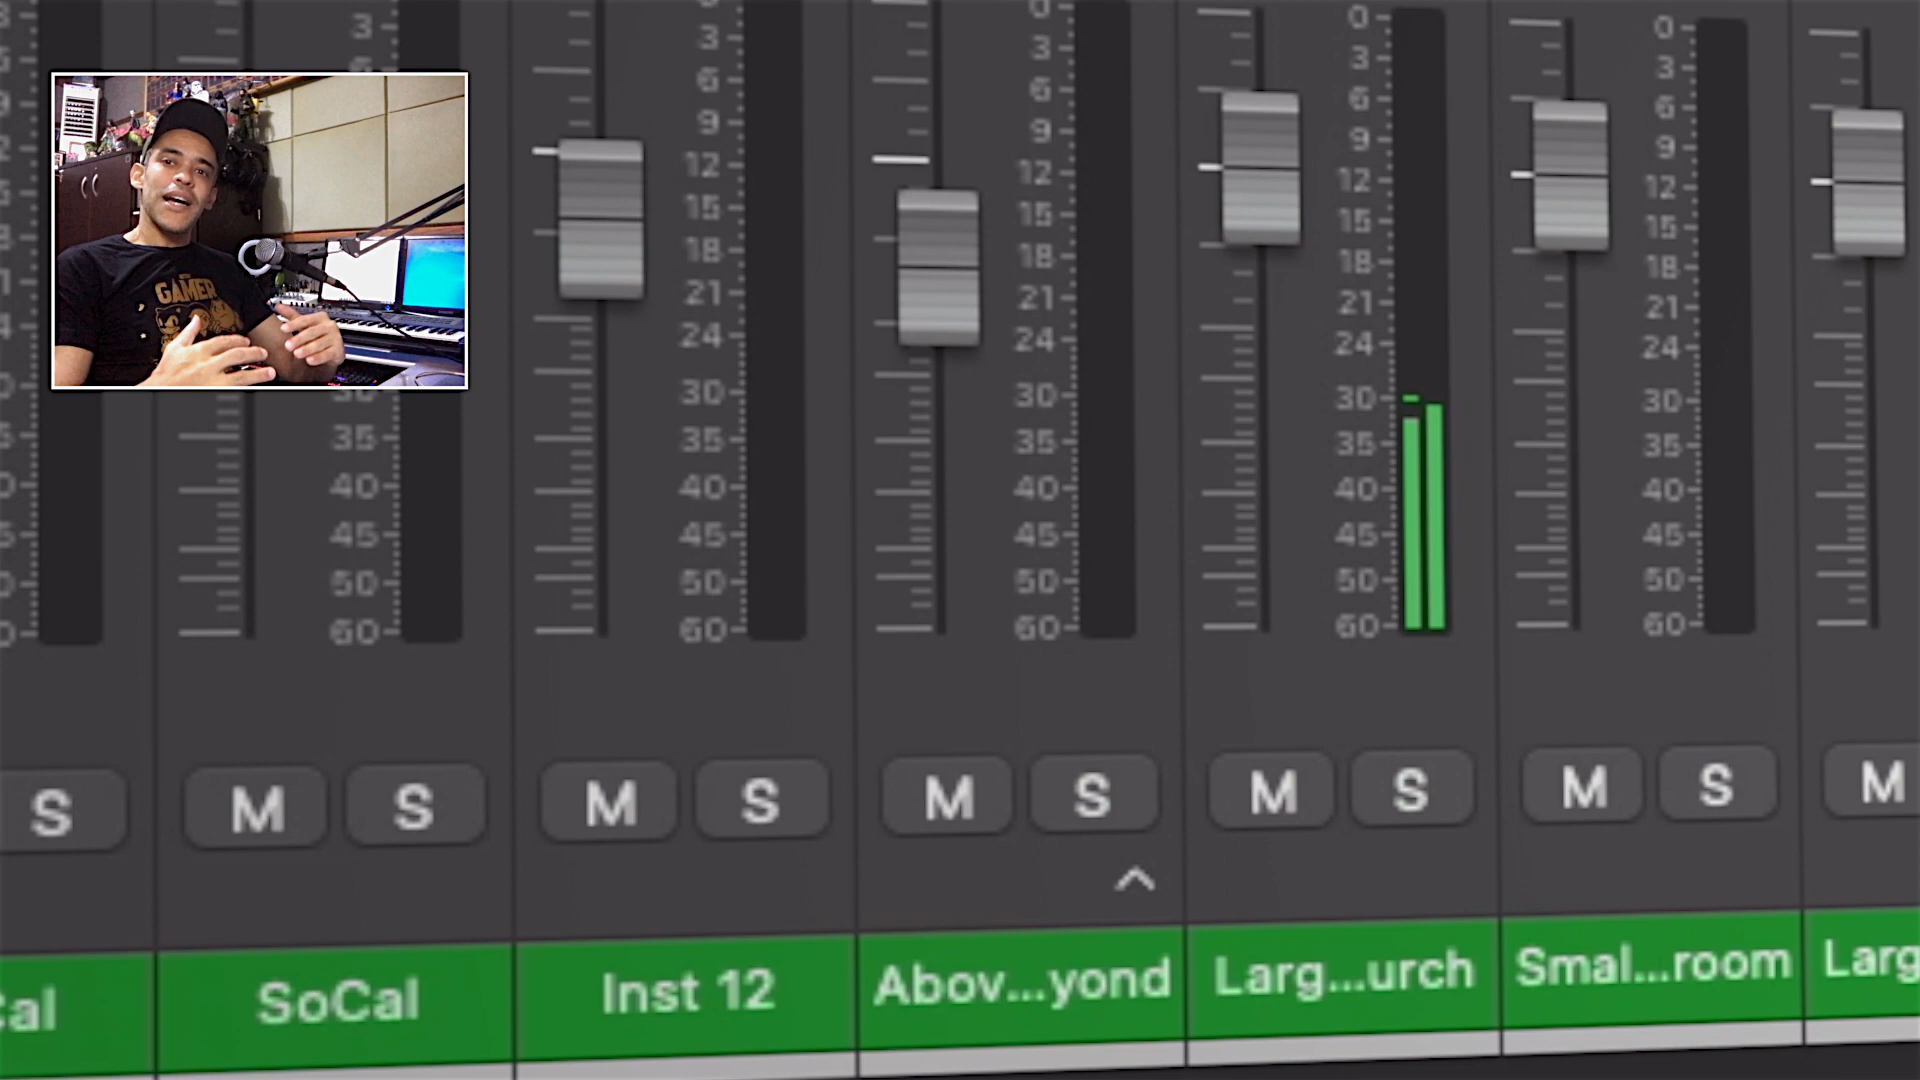 GAMER
3 3 0 0 0
6 6 3 3 3
9 9 6 6
12 12 9 9
15 15 12 12
18 18 15 15
21 21 18 18
24 24 21 21
30 30 24 24
35 35 35 30 30
40 40 40 35 35
45 45 45 40 40
50 50 50 45 45
60 60 60 50 50
60 60
S M S M S M S M S M S M
SoCal Inst 12 Abov...yond Larg...urch Smal...room Larg